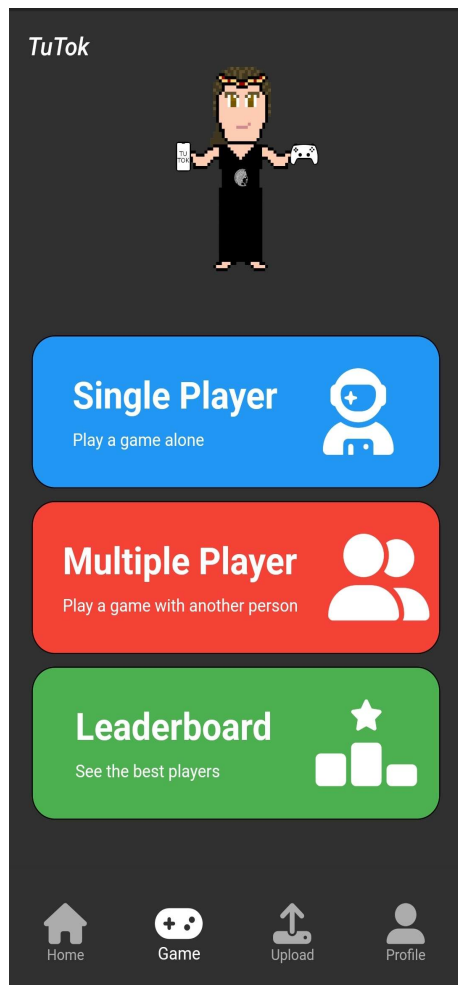 TuTok
TU
TOK
Single Player
Play a game alone
Multiple Player
Play a game with another person
Leaderboard
See the best players
Home
Game
Upload
Profile